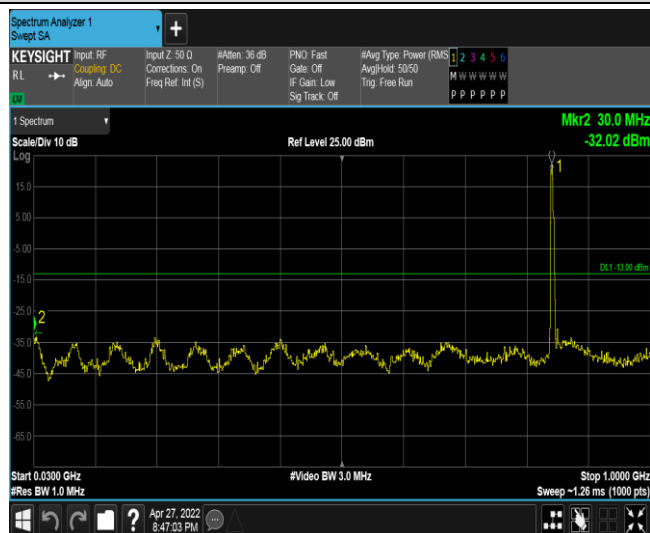 Spectrum Analyzer 1
Swept SA
KEYSIGHT
RL
LXI
Input: RF
Coupling: DC
Align: Auto
Input Z: 50 Ω
Corrections: On
Freq Ref: Int (S)
#Atten: 36 dB
Preamp: Off
PNO: Fast
Gate: Off
IF Gain: Low
Sig Track: Off
#Avg Type: Power (RMS
Avg|Hold: 50/50
Trig: Free Run
1 2 3 4 5 6
M W W W W W
P P P P P P
1 Spectrum
Mkr2 30.0 MHz
-32.02 dBm
Scale/Div 10 dB
Ref Level 25.00 dBm
Log
1
15.0
5.00
-5.00
DL1 -13.00 dBm
-15.0
-25.0
2
-35.0
-45.0
-55.0
-65.0
Start 0.0300 GHz
#Video BW 3.0 MHz
Stop 1.0000 GHz
#Res BW 1.0 MHz
Sweep ~1.26 ms (1000 pts)
?
Apr 27, 2022
8:47:03 PM